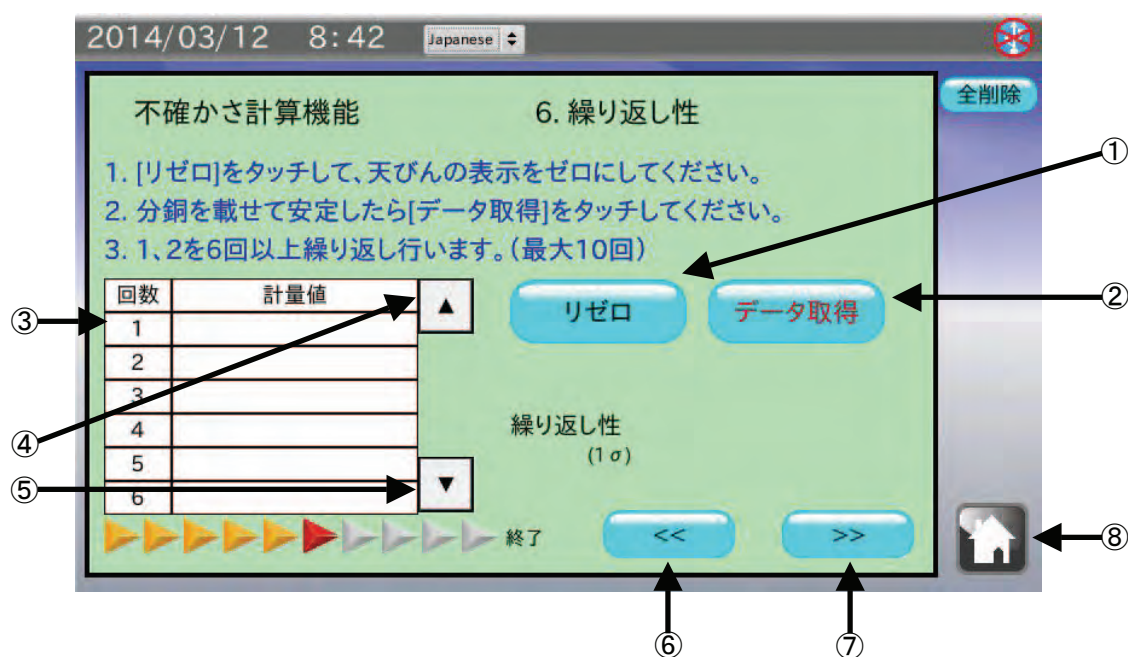 2014/03/12 8:42 Japanese
全削除
不確かさ計算機能 6. 繰り返し性
1. [リゼロ]をタッチして、天びんの表示をゼロにしてください。
2. 分銅を載せて安定したら[データ取得]をタッチしてください。
3. 1、2を6回以上繰り返し行います。(最大10回)
①
回数 計量値 ▲
リゼロ データ取得 ②
③ 1
2
3
4
④
繰り返し性
(1σ)
5
⑤ ▼
6
終了 << >>
⑧
⑥ ⑦